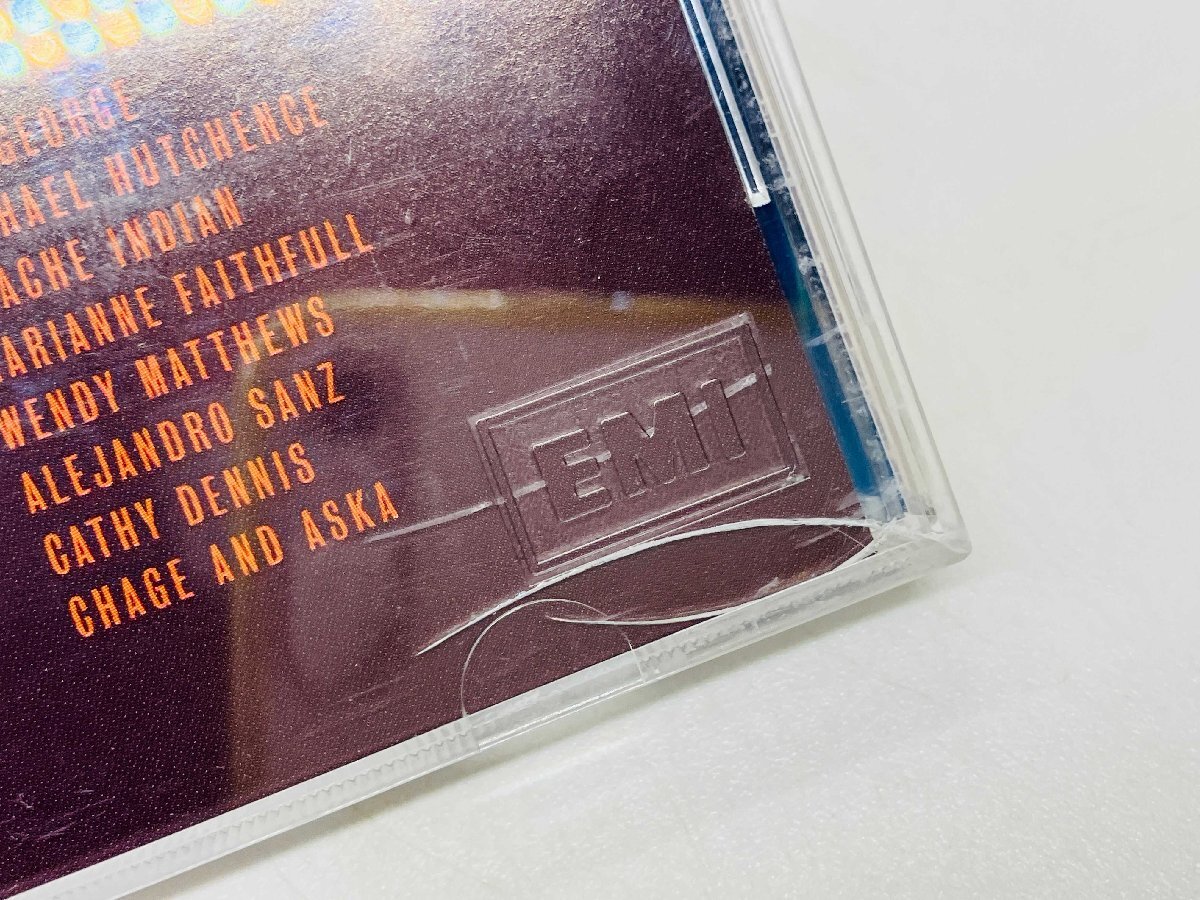 GEORGE
HAEL HUTCHENCE
ACHE INDIAN
ARIANNE FAITHFULL
WENDY MATTHEWS
ALEJANDRO SANZ
CATHY DENNIS
CHAGE AND ASKA
EMI